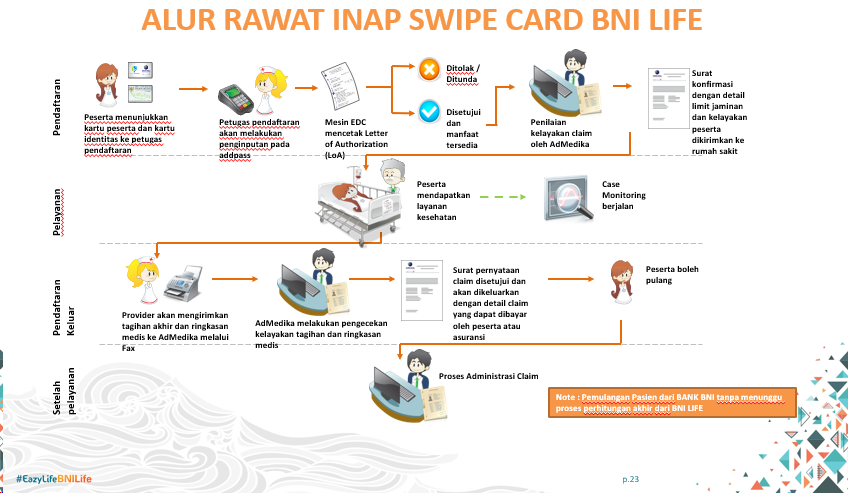 ALUR RAWAT INAP SWIPE CARD BNI LIFE
Pendaftaran
Peserta menunjukkan
kartu peserta dan kartu
identitas ke petugas
pendaftaran
Petugas pendaftaran
akan melakukan
penginputan pada
addpass
Mesin EDC
mencetak Letter
of Authorization
(LoA)
Ditolak /
Ditunda
Disetujui
dan
manfaat
tersedia
Penilaian
kelayakan claim
oleh AdMedika
Surat
konfirmasi
dengan detail
limit jaminan
dan kelayakan
peserta
dikirimkan ke
rumah sakit
Pelayanan
Peserta
mendapatkan
layanan
kesehatan
Case
Monitoring
berjalan
Pendaftaran
Keluar
Provider akan mengirimkan
tagihan akhir dan ringkasan
medis ke AdMedika melalui
Fax
AdMedika melakukan pengecekan
kelayakan tagihan dan ringkasan
medis
Surat pernyataan
claim disetujui dan
akan dikeluarkan
dengan detail claim
yang dapat dibayar
oleh peserta atau
asuransi
Peserta boleh
pulang
Setelah
pelayanan
Proses Administrasi Claim
Note : Pemulangan Pasien dari BANK BNI tanpa menunggu
proses perhitungan akhir dari BNI LIFE
#EazyLifeBNILife
p.23